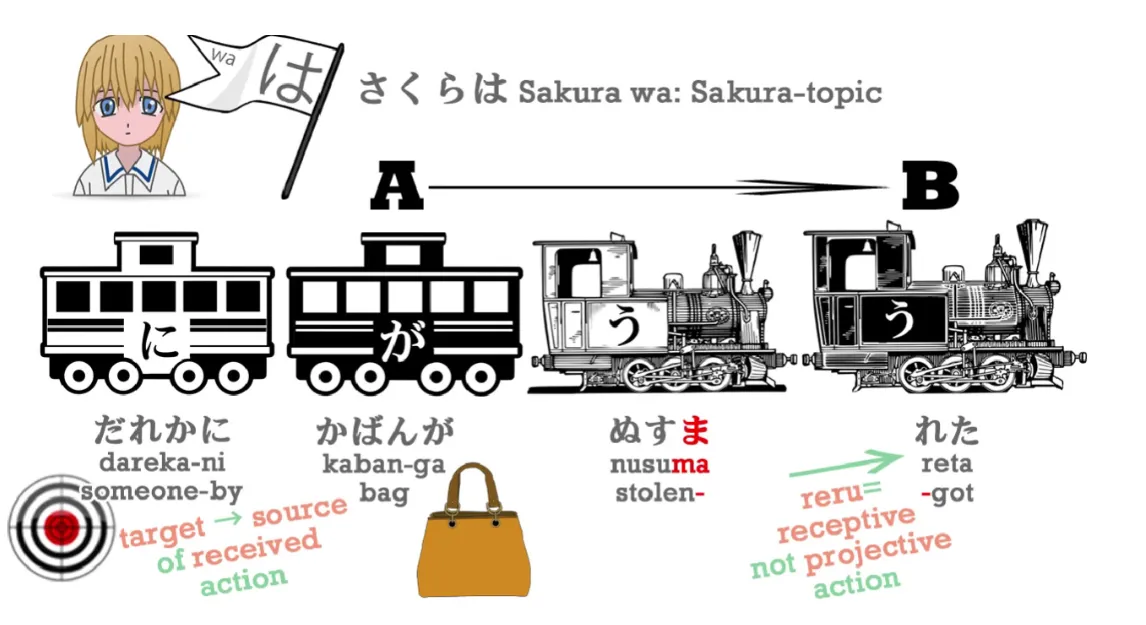 wa
は
さくらは Sakura wa: Sakura-topic
A
B
に
が
う
う
だれかに
dareka-ni
someone-by
かばんが
kaban-ga
bag
ぬすま
nusuma
stolen-
れた
reta
-got
target → source
of received
action
reru=
receptive
not projective
action